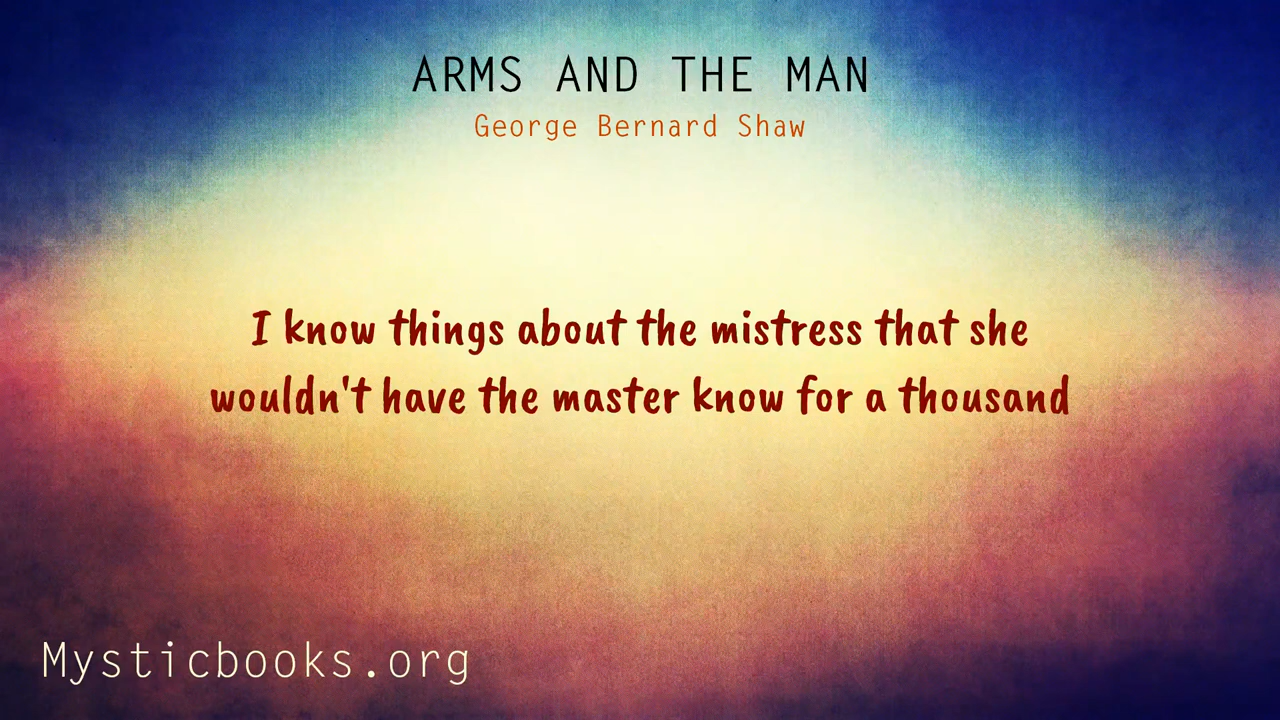 ARMS AND THE MAN
George Bernard Shaw
I know things about the mistress that she
wouldn't have the master know for a thousand
Mysticbooks.org